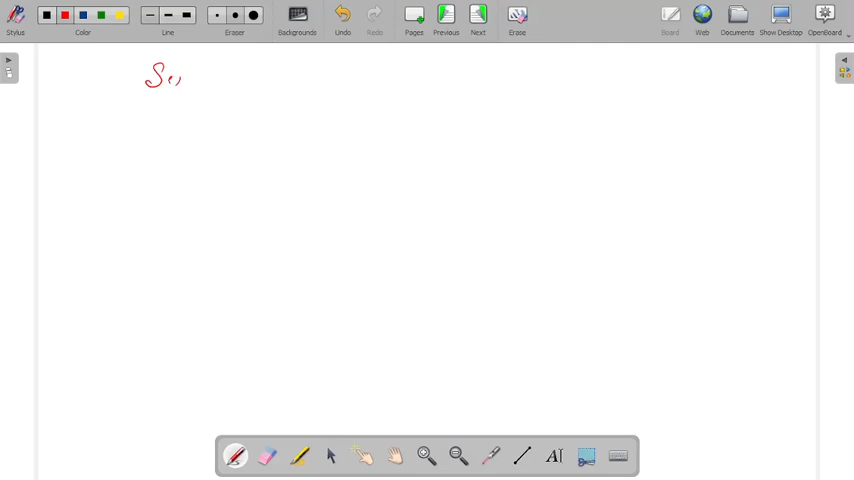 Stylus
Color
Line
Eraser
Backgrounds
Undo
Redo
Pages
Previous
Next
Erase
Board
Web
Documents
Show Desktop
OpenBoard